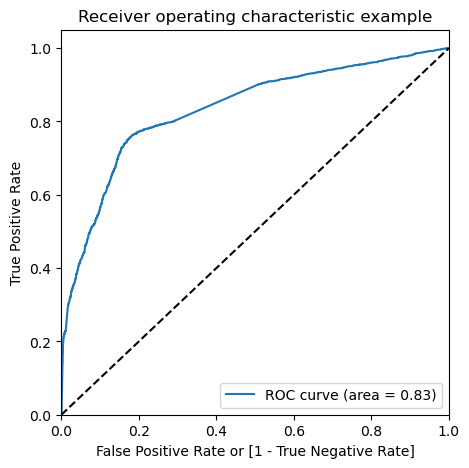 Receiver operating characteristic example
True Positive Rate
1.0
0.8
0.6
0.4
0.2
0.0
ROC curve (area = 0.83)
0.0 0.2 0.4 0.6 0.8 1.0
False Positive Rate or [1 - True Negative Rate]